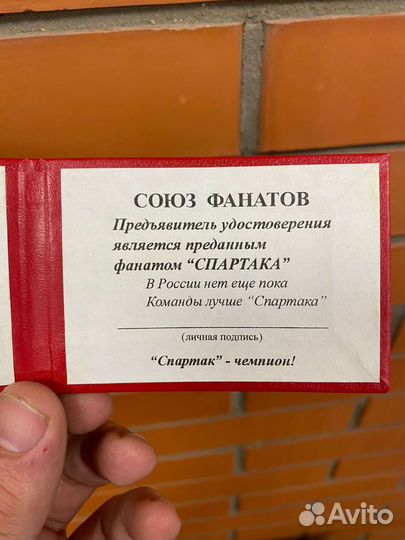 СОЮЗ ФАНАТОВ
Предъявитель удостоверения
является преданным
фанатом “СПАРТАКА”
В России нет еще пока
Команды лучше “Спартака”
(личная подпись)
“Спартак” - чемпион!
Avito